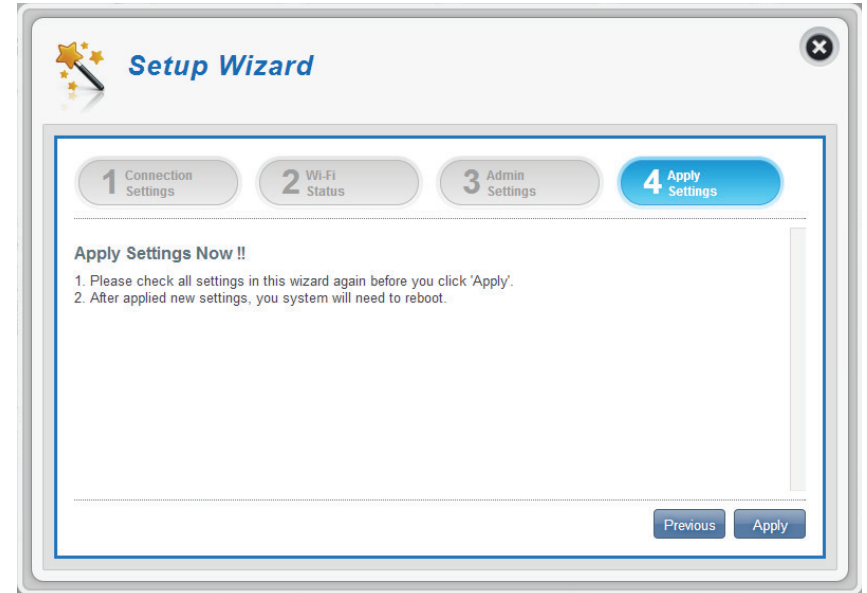 Setup Wizard
1 Connection Settings
2 Wi-Fi Status
3 Admin Settings
4 Apply Settings
Apply Settings Now !!
1. Please check all settings in this wizard again before you click 'Apply'.
2. After applied new settings, you system will need to reboot.
Previous Apply